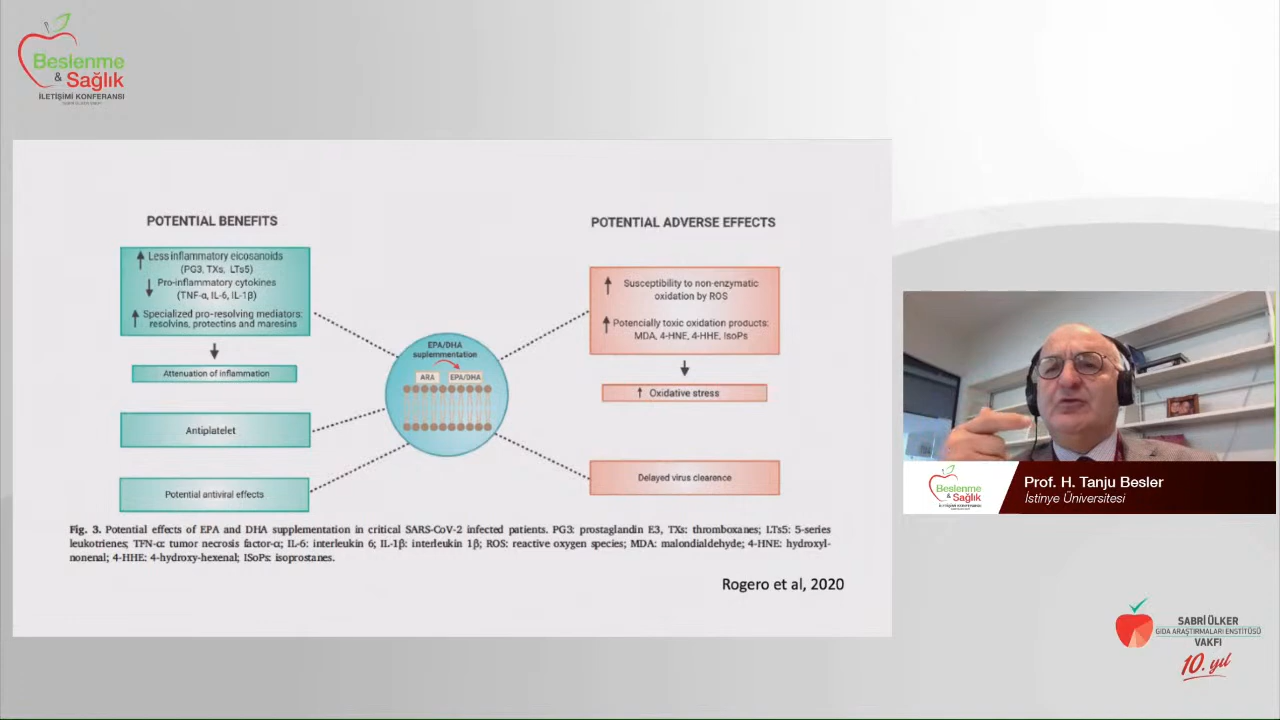 Beslenme
& Sağlık
İLETİŞİMİ KONFERANSI
POTENTIAL BENEFITS
Less inflammatory eicosanoids
(PG3, TXs, LTs5)
Pro-inflammatory cytokines
(TNF-α, IL-6, IL-1β)
Specialized pro-resolving mediators:
resolvins, protectins and maresins
Attenuation of inflammation
Antiplatelet
Potential antiviral effects
EPA/DHA
suplemmentation
ARA
EPA/DHA
POTENTIAL ADVERSE EFFECTS
Susceptibility to non-enzymatic
oxidation by ROS
Potencially toxic oxidation products:
MDA, 4-HNE, 4-HHE, IsoPs
Oxidative stress
Delayed virus clearence
Fig. 3. Potential effects of EPA and DHA supplementation in critical SARS-CoV-2 infected patients. PG3: prostaglandin E3, TXs: thromboxanes; LTs5: 5-series
leukotrienes; TFN-α: tumor necrosis factor-α; IL-6: interleukin 6; IL-1β: interleukin 1β; ROS: reactive oxygen species; MDA: malondialdehyde; 4-HNE: hydroxyl-
nonenal; 4-HHE: 4-hydroxy-hexenal; ISoPs: isoprostanes.
Rogero et al, 2020
Beslenme
& Sağlık
Prof. H. Tanju Besler
İstinye Üniversitesi
SABRİ ÜLKER
GIDA ARAŞTIRMALARI ENSTİTÜSÜ
VAKFI
10. yıl